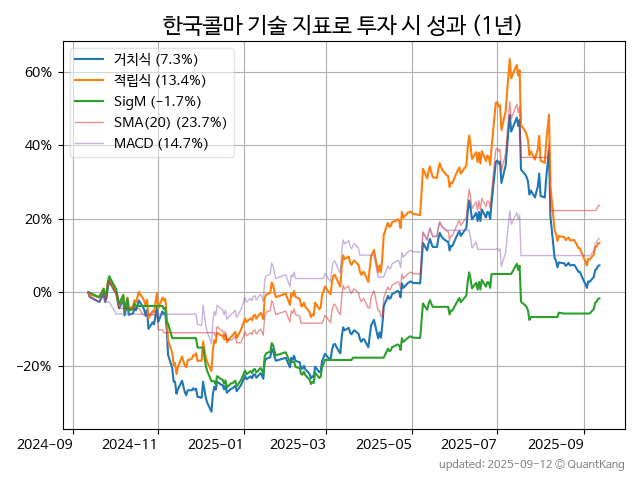 한국콜마 기술 지표로 투자 시 성과 (1년)
거치식 (7.3%)
적립식 (13.4%)
SigM (−1.7%)
SMA(20) (23.7%)
MACD (14.7%)
60%
40%
20%
0%
−20%
2024-09 2024-11 2025-01 2025-03 2025-05 2025-07 2025-09
updated: 2025-09-12 © QuantKang